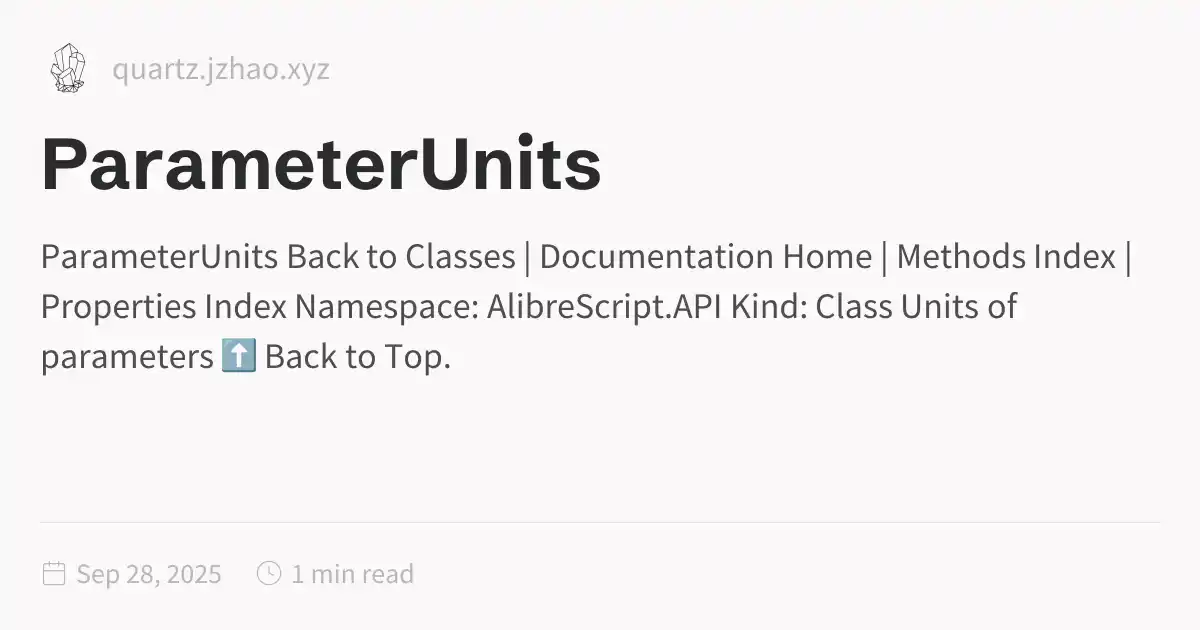 quartz.jzhao.xyz
ParameterUnits
ParameterUnits Back to Classes | Documentation Home | Methods Index |
Properties Index Namespace: AlibreScript.API Kind: Class Units of
parameters ⬆️ Back to Top.
Sep 28, 2025 1 min read